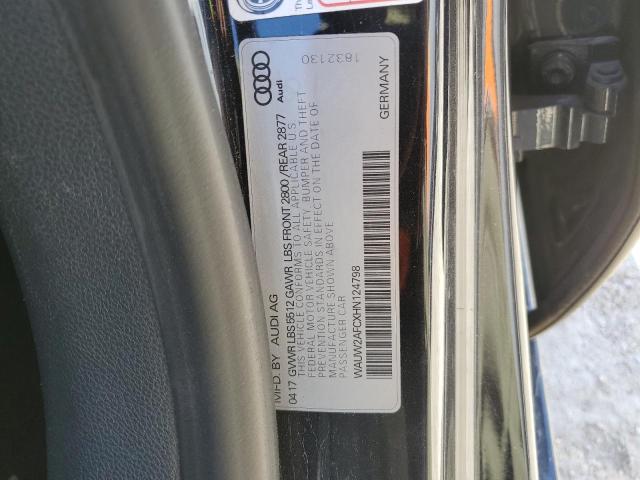 MFD. BY AUDI AG
Audi
0417 GVWR LBS 5512 GAWR LBS FRONT 2800/REAR 2877
THIS VEHICLE CONFORMS TO ALL APPLICABLE U.S.
FEDERAL MOTOR VEHICLE SAFETY, BUMPER AND THEFT
PREVENTION STANDARDS IN EFFECT ON THE DATE OF
MANUFACTURE SHOWN ABOVE
PASSENGER CAR
WAUW2AFCXHN124798
GERMANY
1832130